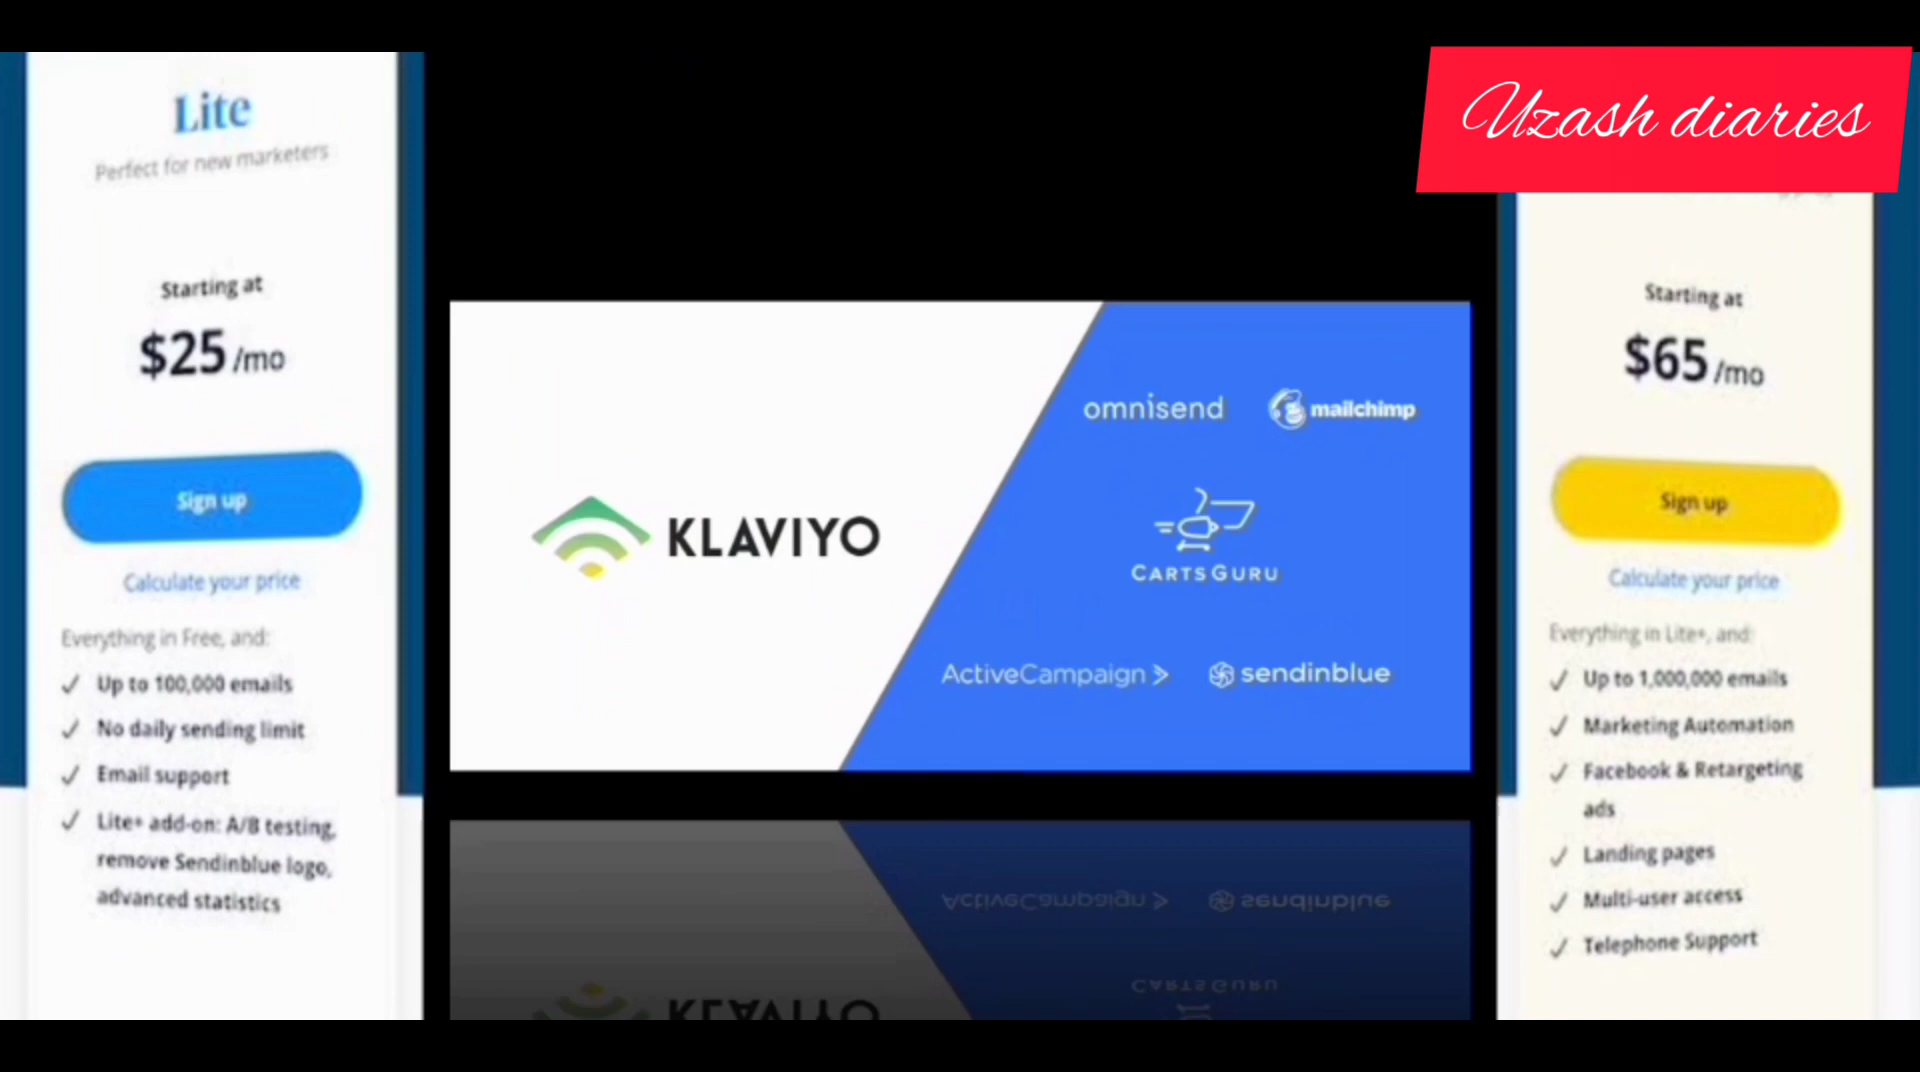 Uzash diaries
Lite
Perfect for new marketers
Starting at
$25 /mo
Sign up
Calculate your price
Everything in Free, and:
Up to 100,000 emails
No daily sending limit
Email support
Lite+ add-on: A/B testing,
remove Sendinblue logo,
advanced statistics
KLAVIYO
omnisend
mailchimp
CARTSGURU
ActiveCampaign
sendinblue
ActiveCampaign
sendinblue
CARTSGURU
KLAVIYO
Starting at
$65 /mo
Sign up
Calculate your price
Everything in Lite+, and:
Up to 1,000,000 emails
Marketing Automation
Facebook & Retargeting
ads
Landing pages
Multi-user access
Telephone Support